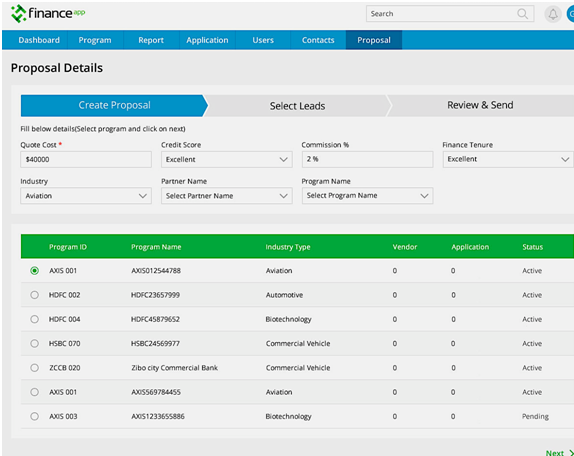 finance app
Search
Dashboard Program Report Application Users Contacts Proposal
Proposal Details
Create Proposal Select Leads Review & Send
Fill below details(Select program and click on next)
Quote Cost * Credit Score Commission % Finance Tenure
$40000 Excellent 2 % Excellent
Industry Partner Name Program Name
Aviation Select Partner Name Select Program Name
Program ID Program Name Industry Type Vendor Application Status
AXIS 001 AXIS012544788 Aviation 0 0 Active
HDFC 002 HDFC23657999 Automotive 0 0 Active
HDFC 004 HDFC45879652 Biotechnology 0 0 Active
HSBC 070 HSBC24569977 Commercial Vehicle 0 0 Active
ZCCB 020 Zibo city Commercial Bank Commercial Vehicle 0 0 Active
AXIS 001 AXIS569784455 Aviation 0 0 Active
AXIS 003 AXIS1233655886 Biotechnology 0 0 Pending
Next